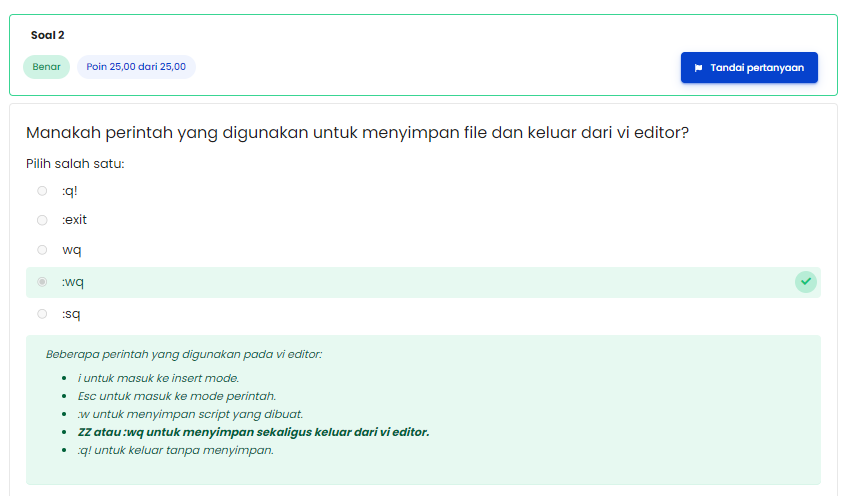 Soal 2
Benar
Poin 25,00 dari 25,00
Tandai pertanyaan
Manakah perintah yang digunakan untuk menyimpan file dan keluar dari vi editor?
Pilih salah satu:
:q!
:exit
wq
:wq
:sq
Beberapa perintah yang digunakan pada vi editor:
i untuk masuk ke insert mode.
Esc untuk masuk ke mode perintah.
:w untuk menyimpan script yang dibuat.
ZZ atau :wq untuk menyimpan sekaligus keluar dari vi editor.
:q! untuk keluar tanpa menyimpan.